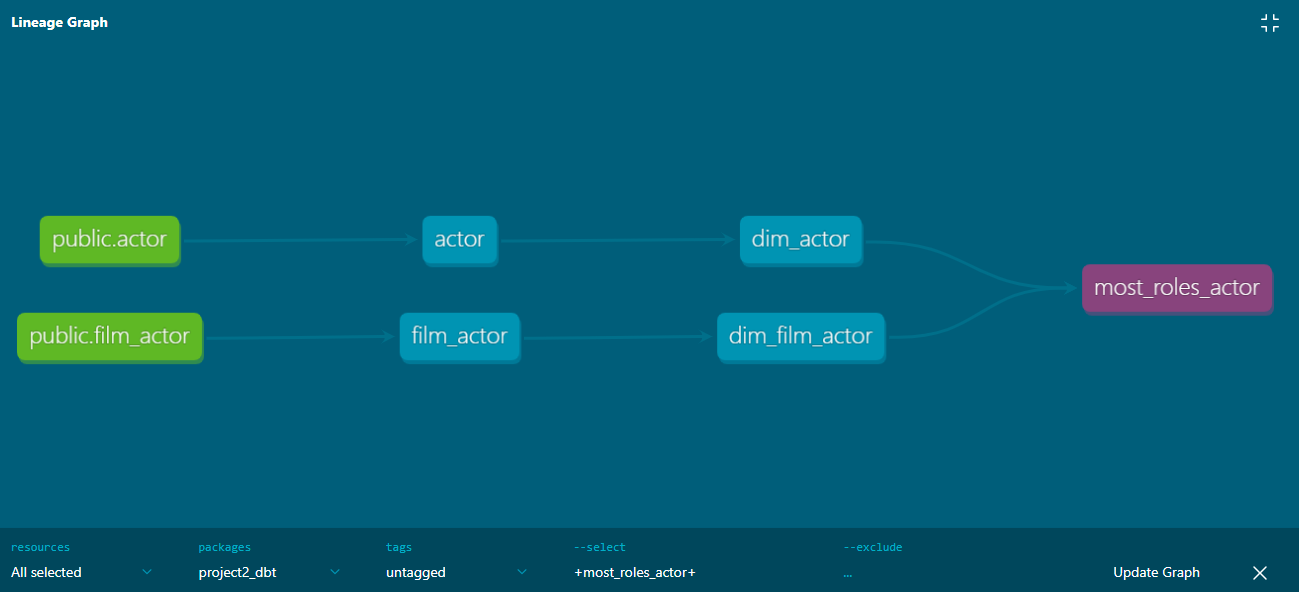 Lineage Graph
public.actor
actor
dim_actor
most_roles_actor
public.film_actor
film_actor
dim_film_actor
resources
packages
tags
--select
--exclude
All selected
project2_dbt
untagged
+most_roles_actor+
...
Update Graph